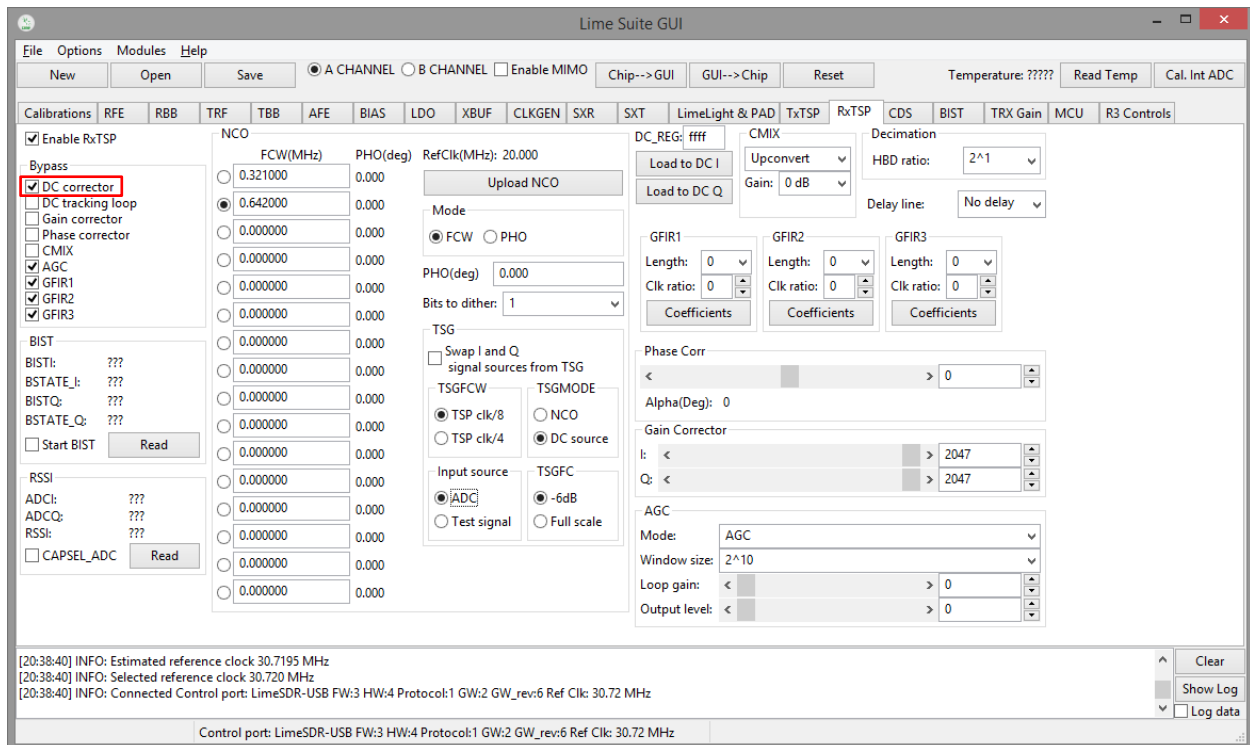 Lime Suite GUI
File Options Modules Help
New Open Save A CHANNEL B CHANNEL Enable MIMO Chip-->GUI GUI-->Chip Reset Temperature: ????? Read Temp Cal. Int ADC
Calibrations RFE RBB TRF TBB AFE BIAS LDO XBUF CLKGEN SXR SXT LimeLight & PAD TxTSP RxTSP CDS BIST TRX Gain MCU R3 Controls
Enable RxTSP
Bypass
DC corrector
DC tracking loop
Gain corrector
Phase corrector
CMIX
AGC
GFIR1
GFIR2
GFIR3
BIST
BISTI: ???
BSTATE_I: ???
BISTQ: ???
BSTATE_Q: ???
Start BIST Read
RSSI
ADCI: ???
ADCQ: ???
RSSI: ???
CAPSEL_ADC Read
NCO
FCW(MHz) PHO(deg)
0.321000 0.000
0.642000 0.000
0.000000 0.000
0.000000 0.000
0.000000 0.000
0.000000 0.000
0.000000 0.000
0.000000 0.000
0.000000 0.000
0.000000 0.000
0.000000 0.000
0.000000 0.000
0.000000 0.000
0.000000 0.000
0.000000 0.000
0.000000 0.000
RefClk(MHz): 20.000
Upload NCO
Mode
FCW PHO
PHO(deg) 0.000
Bits to dither: 1
TSG
Swap I and Q
signal sources from TSG
TSGFCW
TSP clk/8
TSP clk/4
TSGMODE
NCO
DC source
Input source
ADC
Test signal
TSGFC
-6dB
Full scale
DC_REG: ffff
Load to DC I
Load to DC Q
CMIX
Upconvert
Gain: 0 dB
Decimation
HBD ratio: 2^1
Delay line: No delay
GFIR1
Length: 0
Clk ratio: 0
Coefficients
GFIR2
Length: 0
Clk ratio: 0
Coefficients
GFIR3
Length: 0
Clk ratio: 0
Coefficients
Phase Corr
0
Alpha(Deg): 0
Gain Corrector
I: 2047
Q: 2047
AGC
Mode: AGC
Window size: 2^10
Loop gain: 0
Output level: 0
[20:38:40] INFO: Estimated reference clock 30.7195 MHz
[20:38:40] INFO: Selected reference clock 30.720 MHz
[20:38:40] INFO: Connected Control port: LimeSDR-USB FW:3 HW:4 Protocol:1 GW:2 GW_rev:6 Ref Clk: 30.72 MHz
Clear
Show Log
Log data
Control port: LimeSDR-USB FW:3 HW:4 Protocol:1 GW:2 GW_rev:6 Ref Clk: 30.72 MHz